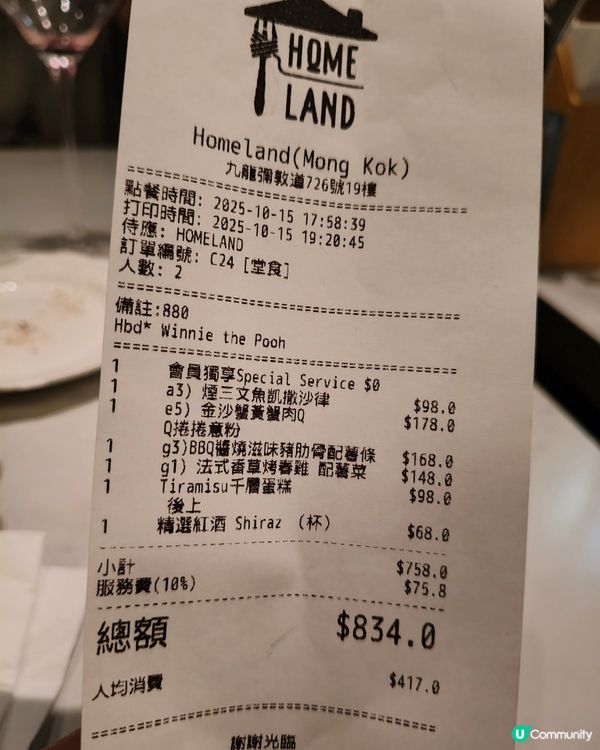 HOME
LAND
Homeland(Mong Kok)
九龍彌敦道726號19樓
點餐時間: 2025-10-15 17:58:39
打印時間: 2025-10-15 19:20:45
侍應: HOMELAND
訂單編號: C24 [堂食]
人數: 2
備註:880
Hbd* Winnie the Pooh
1 會員獨享Special Service $0
1 a3) 煙三文魚凱撒沙律 $98.0
1 e5) 金沙蟹黃蟹肉Q $178.0
Q捲捲意粉
1 g3)BBQ醬燒滋味豬肋骨配薯條 $168.0
1 g1) 法式香草烤春雞 配薯菜 $148.0
1 Tiramisu千層蛋糕 $98.0
後上
1 精選紅酒 Shiraz (杯) $68.0
小計 $758.0
服務費(10%) $75.8
總額 $834.0
人均消費 $417.0
謝謝光臨
U Community